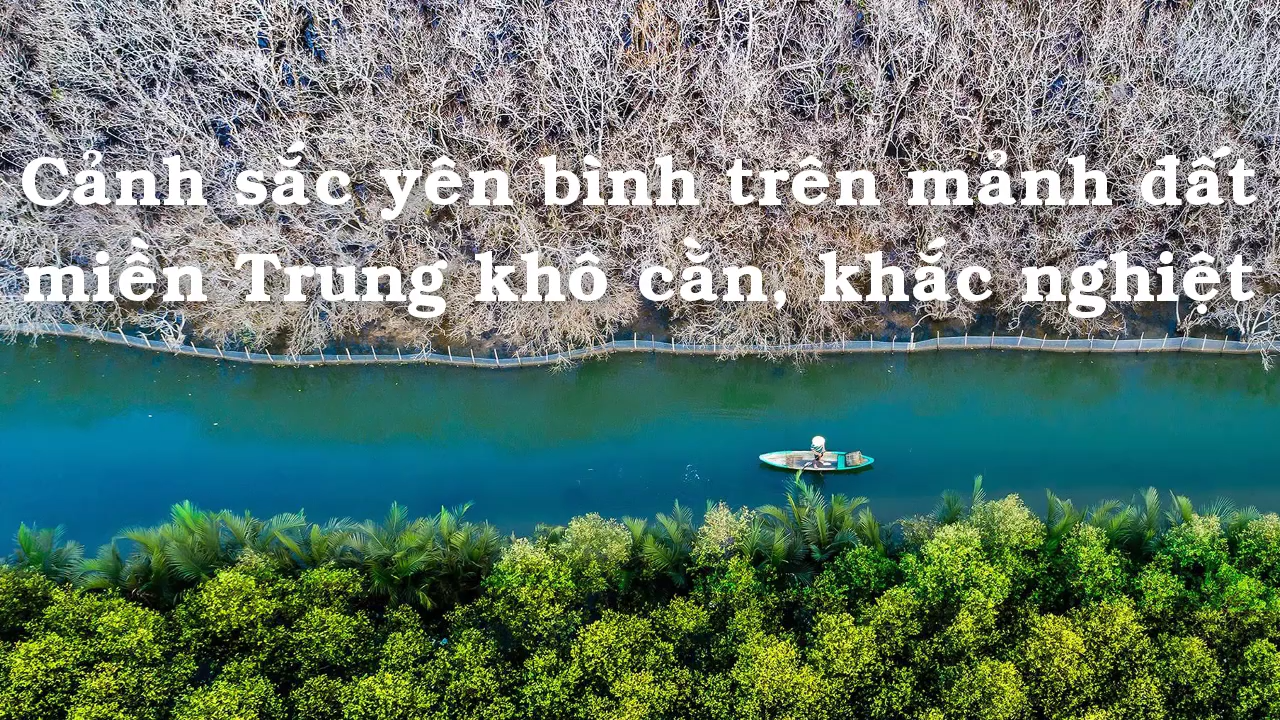 Cảnh sắc yên bình trên mảnh đất
miền Trung khô cằn, khắc nghiệt